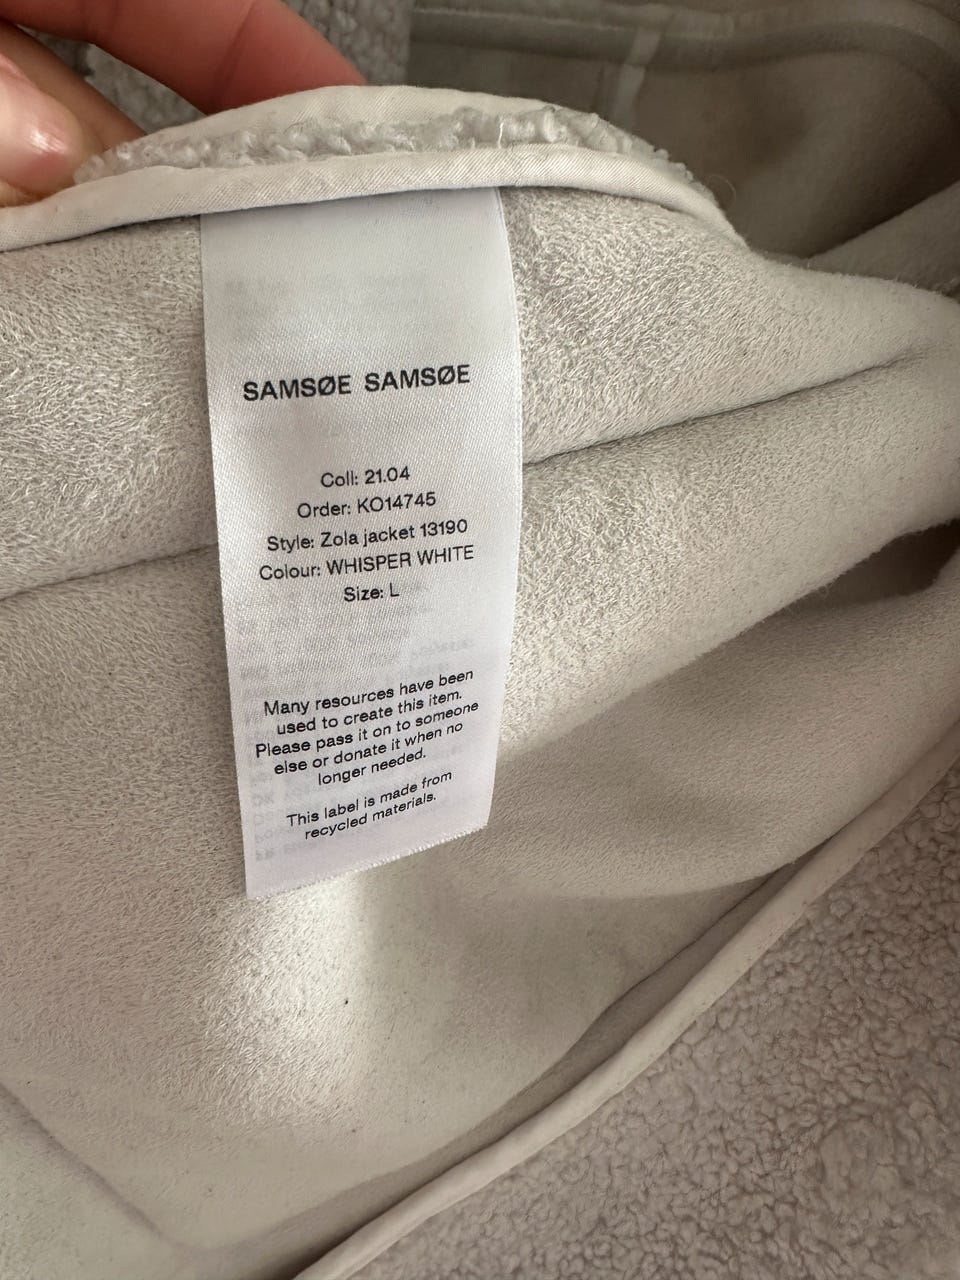 SAMSØE SAMSØE
Coll: 21.04
Order: KO14745
Style: Zola jacket 13190
Colour: WHISPER WHITE
Size: L
Many resources have been
used to create this item.
Please pass it on to someone
else or donate it when no
longer needed.
This label is made from
recycled materials.